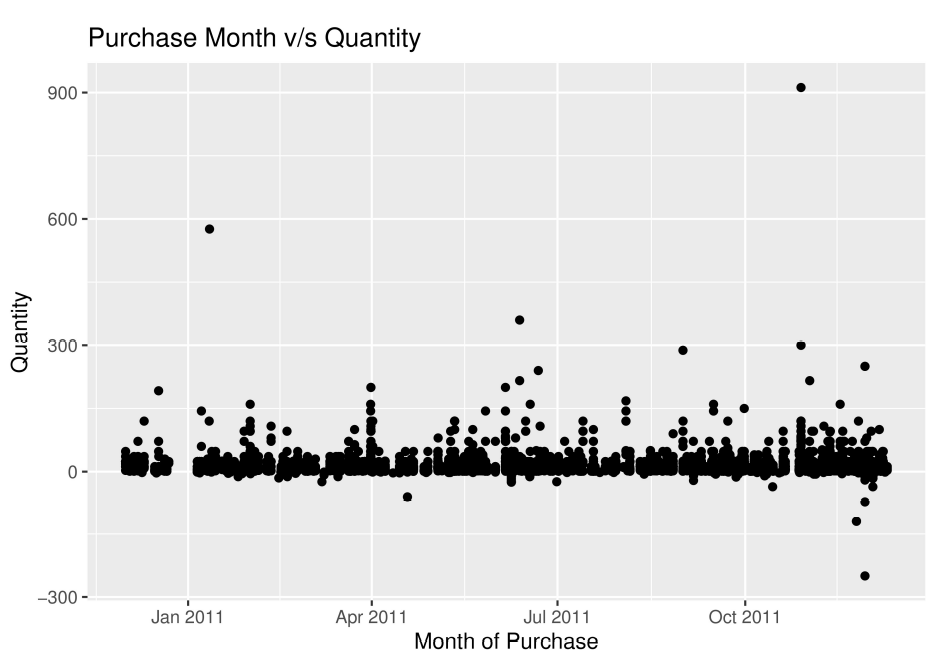 Purchase Month v/s Quantity
900
600
300
0
−300
Quantity
Jan 2011 Apr 2011 Jul 2011 Oct 2011
Month of Purchase